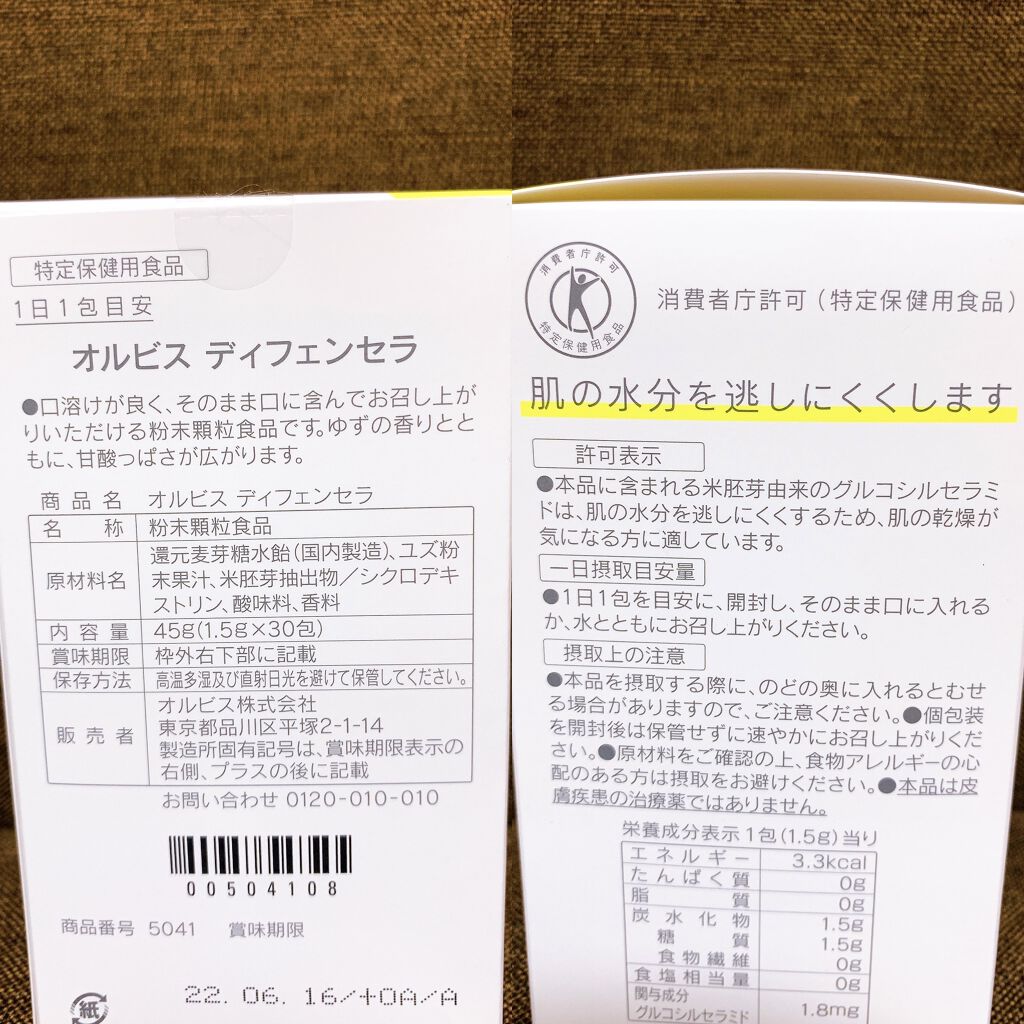 特定保健用食品
1日1包目安
オルビス ディフェンセラ
●口溶けが良く、そのまま口に含んでお召し上が
りいただける粉末顆粒食品です。ゆずの香りとと
もに、甘酸っぱさが広がります。
商品名 オルビス ディフェンセラ
名称 粉末顆粒食品
原材料名 還元麦芽糖水飴(国内製造)、ユズ粉
末果汁、米胚芽抽出物/シクロデキ
ストリン、酸味料、香料
内容量 45g(1.5g×30包)
賞味期限 枠外右下部に記載
保存方法 高温多湿及び直射日光を避けて保管してください。
販売者 オルビス株式会社
東京都品川区平塚2-1-14
製造所固有記号は、賞味期限表示の
右側、プラスの後に記載
お問い合わせ 0120-010-010
00504108
商品番号 5041 賞味期限
22.06.16/+OA/A
紙
消費者庁許可
特定保健用食品
消費者庁許可(特定保健用食品)
肌の水分を逃しにくくします
許可表示
●本品に含まれる米胚芽由来のグルコシルセラミ
ドは、肌の水分を逃しにくくするため、肌の乾燥が
気になる方に適しています。
一日摂取目安量
●1日1包を目安に、開封し、そのまま口に入れる
か、水とともにお召し上がりください。
摂取上の注意
●本品を摂取する際に、のどの奥に入れるとむせ
る場合がありますので、ご注意ください。●個包装
を開封後は保管せずに速やかにお召し上がりくだ
さい。●原材料をご確認の上、食物アレルギーの心
配のある方は摂取をお避けください。●本品は皮
膚疾患の治療薬ではありません。
栄養成分表示1包(1.5g)当り
エネルギー 3.3kcal
たんぱく質 0g
脂質 0g
炭水化物 1.5g
糖質 1.5g
食物繊維 0g
食塩相当量 0g
関与成分
グルコシルセラミド 1.8mg